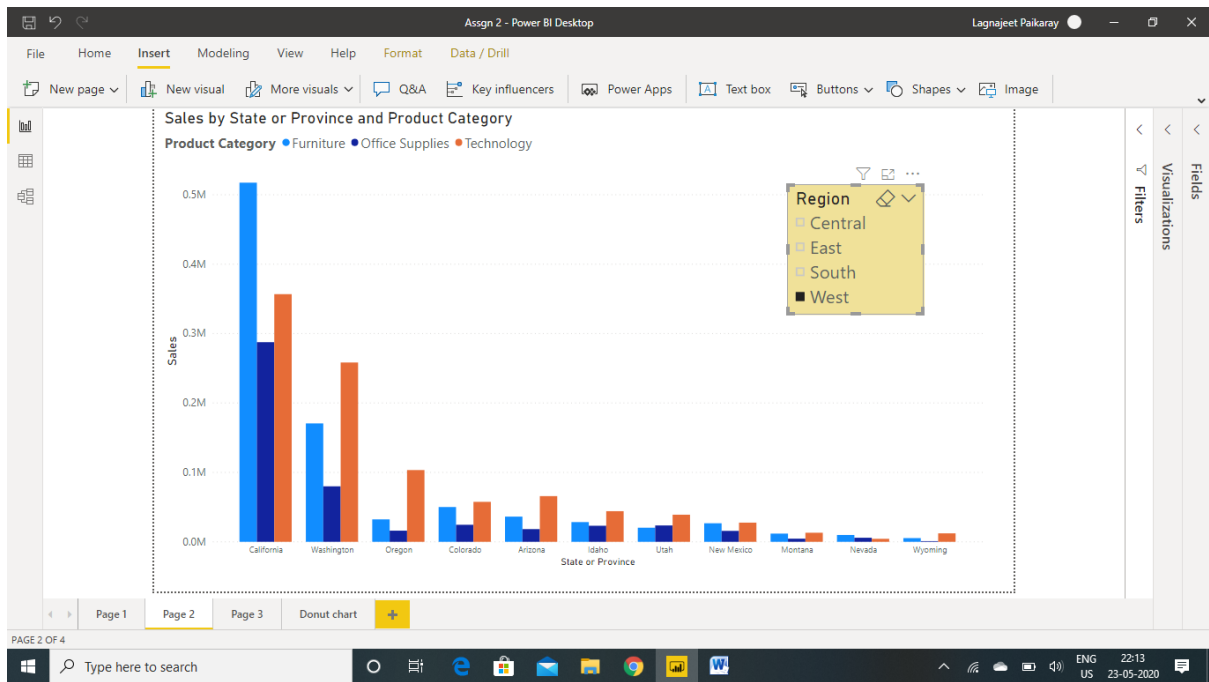 Assgn 2 - Power BI Desktop
Lagnajeet Paikaray
File Home Insert Modeling View Help Format Data / Drill
New page New visual More visuals Q&A Key influencers Power Apps Text box Buttons Shapes Image
Sales by State or Province and Product Category
Product Category Furniture Office Supplies Technology
Region
Central
East
South
West
0.5M
0.4M
0.3M
0.2M
0.1M
0.0M
Sales
California Washington Oregon Colorado Arizona Idaho Utah New Mexico Montana Nevada Wyoming
State or Province
Filters
Visualizations
Fields
Page 1 Page 2 Page 3 Donut chart
PAGE 2 OF 4
Type here to search
ENG 22:13
US 23-05-2020